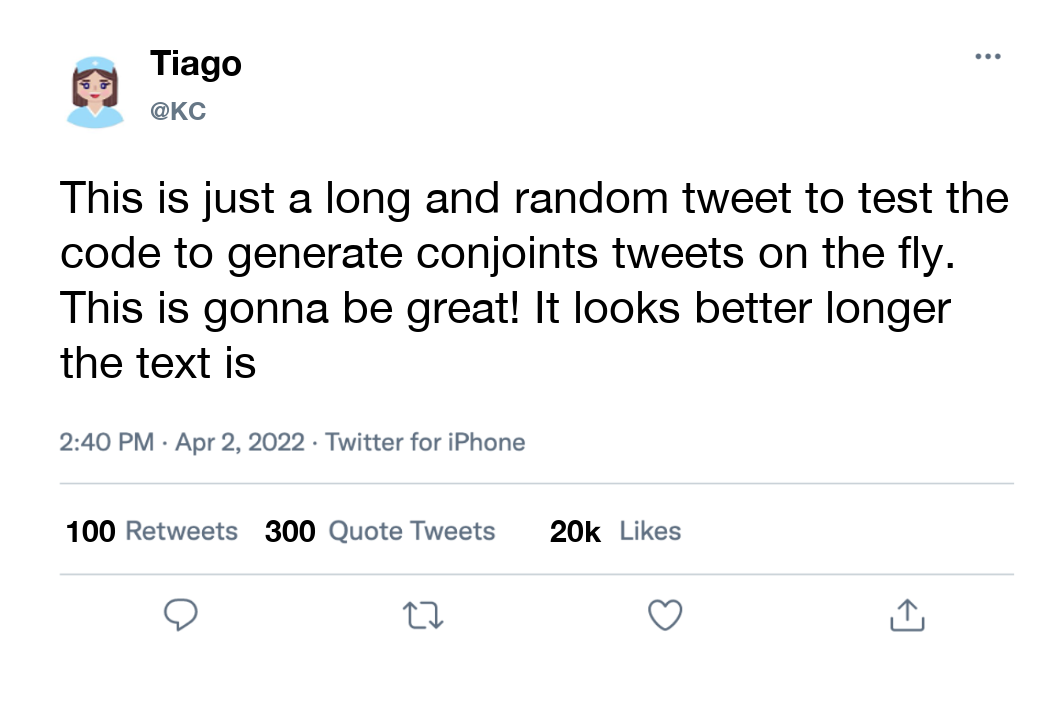 Tiago
@KC
This is just a long and random tweet to test the
code to generate conjoints tweets on the fly.
This is gonna be great! It looks better longer
the text is
2:40 PM · Apr 2, 2022 · Twitter for iPhone
100 Retweets 300 Quote Tweets 20k Likes